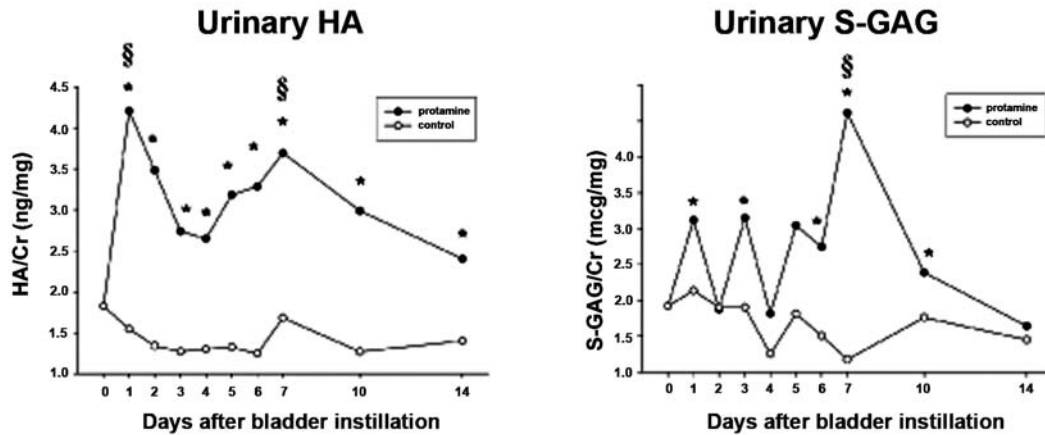 Urinary HA
§
§
4.5
4.0
3.5
3.0
2.5
2.0
1.5
1.0
HA/Cr (ng/mg)
protamine
control
§
§
0 1 2 3 4 5 6 7 10 14
Days after bladder instillation
Urinary S-GAG
§
§
4.0
3.5
3.0
2.5
2.0
1.5
1.0
S-GAG/Cr (mcg/mg)
protamine
control
0 1 2 3 4 5 6 7 10 14
Days after bladder instillation